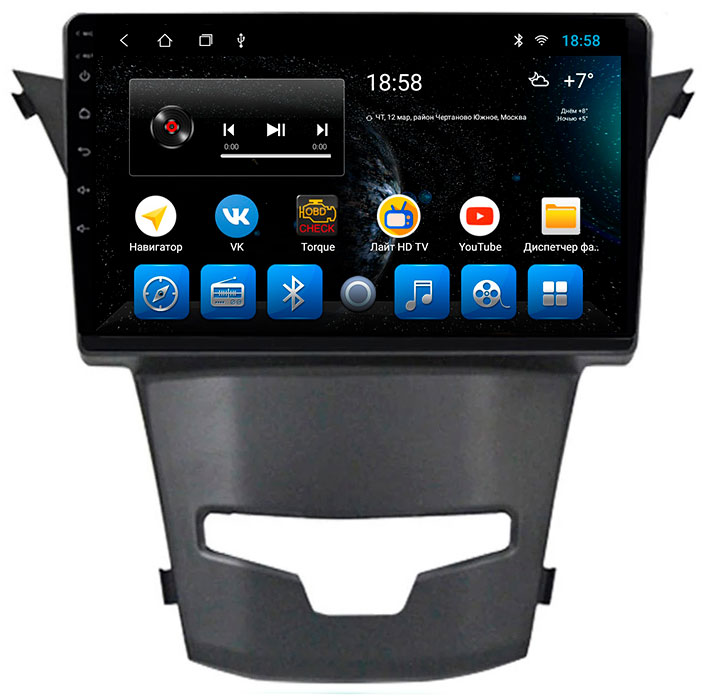 18:58
18:58
+7°
ЧТ, 12 мар, район Чертаново Южное, Москва
Днём +8°
Ночью +5°
0:00 0:00
OBD
CHECK
Навигатор VK Torque Лайт HD TV YouTube Диспетчер фа..